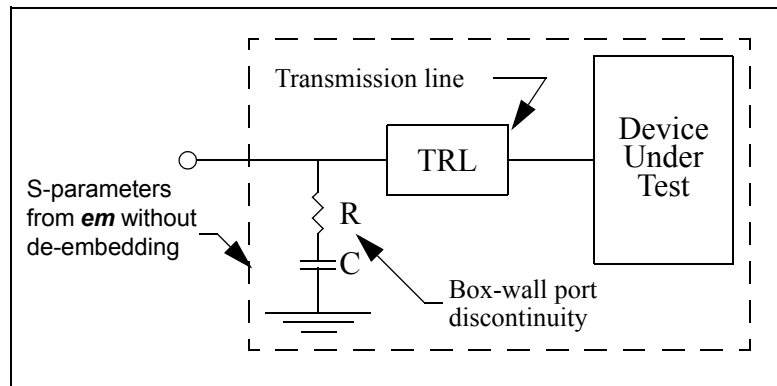 Transmission line
TRL
Device
Under
Test
S-parameters
from em without
de-embedding
R
C
Box-wall port
discontinuity